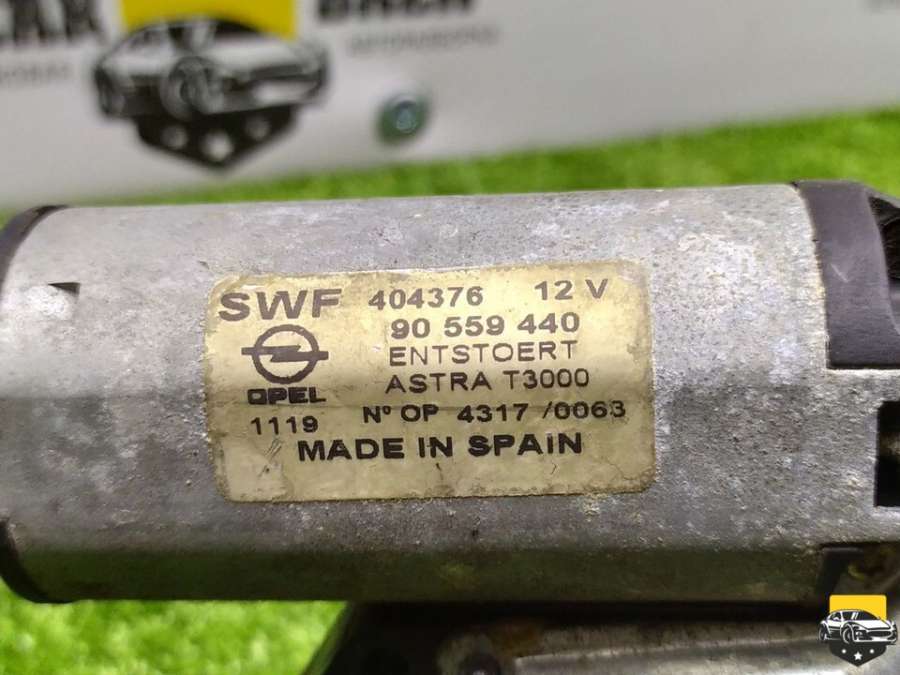 SWF 404376 12 V
90 559 440
ENTSTOERT
OPEL ASTRA T3000
1119 Nº OP 4317 /0063
MADE IN SPAIN